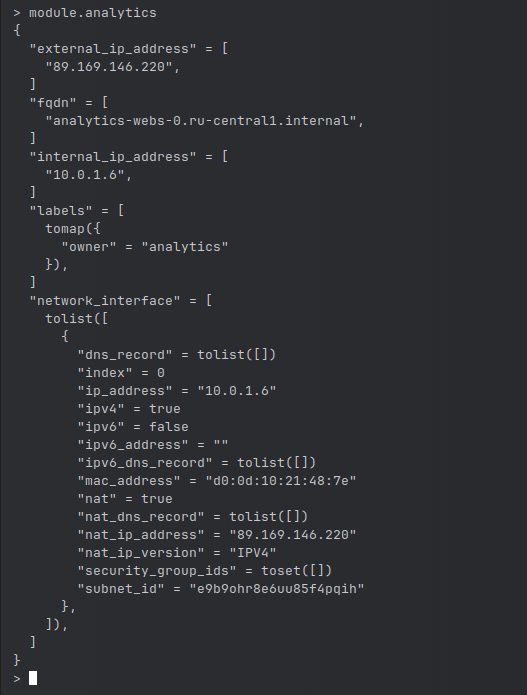 > module.analytics
{
  "external_ip_address" = [
    "89.169.146.220",
  ]
  "fqdn" = [
    "analytics-webs-0.ru-central1.internal",
  ]
  "internal_ip_address" = [
    "10.0.1.6",
  ]
  "labels" = [
    tomap({
      "owner" = "analytics"
    }),
  ]
  "network_interface" = [
    tolist([
      {
        "dns_record" = tolist([])
        "index" = 0
        "ip_address" = "10.0.1.6"
        "ipv4" = true
        "ipv6" = false
        "ipv6_address" = ""
        "ipv6_dns_record" = tolist([])
        "mac_address" = "d0:0d:10:21:48:7e"
        "nat" = true
        "nat_dns_record" = tolist([])
        "nat_ip_address" = "89.169.146.220"
        "nat_ip_version" = "IPV4"
        "security_group_ids" = toset([])
        "subnet_id" = "e9b9ohr8e6uu85f4pqih"
      },
    ]),
  ]
}
>